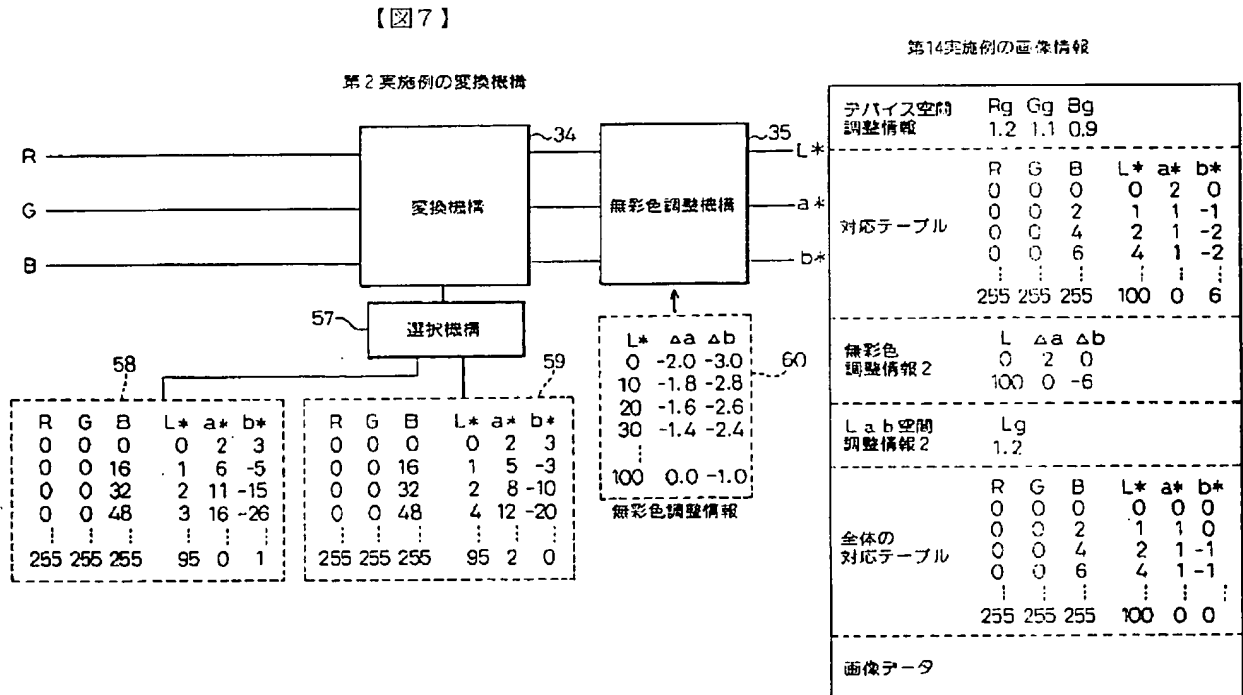 【図7】
第2実施例の変換機構
34
35
R
G
B
変換機構
無彩色調整機構
L*
a*
b*
57
選択機構
58
R G B L* a* b*
0 0 0 0 2 3
0 0 16 1 6 -5
0 0 32 2 11 -15
0 0 48 3 16 -26
⋮ ⋮ ⋮ ⋮ ⋮ ⋮
255 255 255 95 0 1
59
R G B L* a* b*
0 0 0 0 2 3
0 0 16 1 5 -3
0 0 32 2 8 -10
0 0 48 4 12 -20
⋮ ⋮ ⋮ ⋮ ⋮ ⋮
255 255 255 95 2 0
60
L* Δa Δb
0 -2.0 -3.0
10 -1.8 -2.8
20 -1.6 -2.6
30 -1.4 -2.4
⋮
100 0.0 -1.0
無彩色調整情報
第14実施例の画像情報
デバイス空間 Rg Gg Bg
調整情報 1.2 1.1 0.9
R G B L* a* b*
0 0 0 0 2 0
0 0 2 1 1 -1
対応テーブル
0 0 4 2 1 -2
0 0 6 4 1 -2
⋮ ⋮ ⋮ ⋮ ⋮ ⋮
255 255 255 100 0 6
L Δa Δb
無彩色 0 2 0
調整情報2 100 0 -6
Lab空間 Lg
調整情報2 1.2
R G B L* a* b*
0 0 0 0 0 0
0 0 2 1 1 0
全体の 0 0 4 2 1 -1
対応テーブル 0 0 6 4 1 -1
⋮ ⋮ ⋮ ⋮ ⋮ ⋮
255 255 255 100 0 0
画像データ